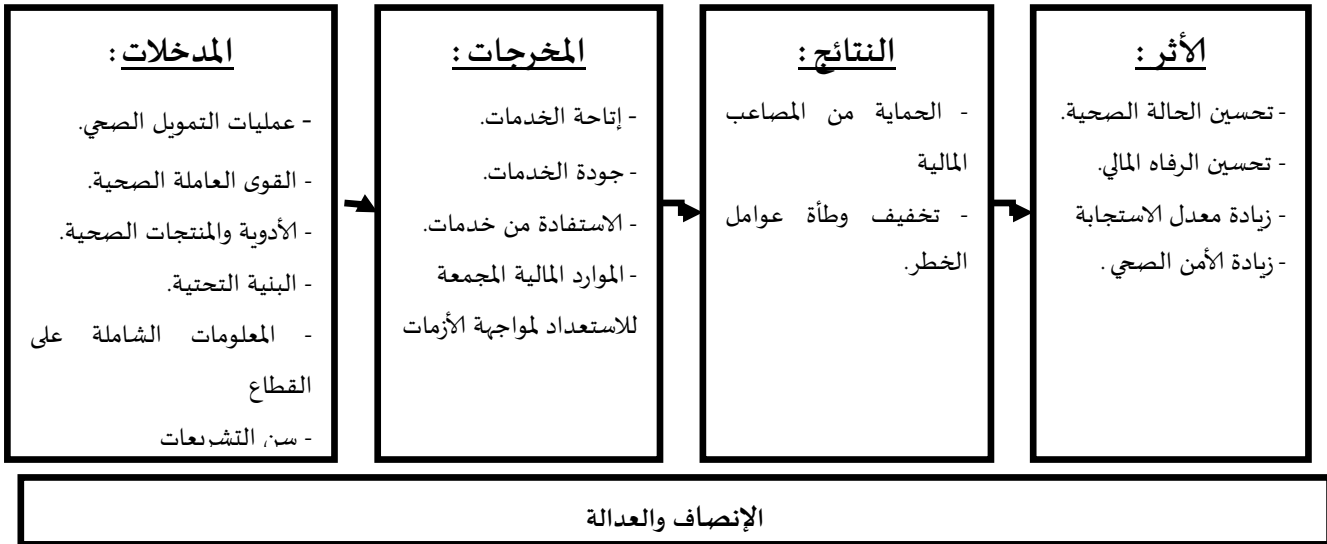 المدخلات :
- عمليات التمويل الصحي.
- القوى العاملة الصحية.
- الأدوية والمنتجات الصحية.
- البنية التحتية.
- المعلومات الشاملة على
القطاع
- سن التشريعات
المخرجات :
- إتاحة الخدمات.
- جودة الخدمات.
- الاستفادة من خدمات.
- الموارد المالية المجمعة
للاستعداد لمواجهة الأزمات
النتائج :
- الحماية من المصاعب
المالية
- تخفيف وطأة عوامل
الخطر.
الأثر :
- تحسين الحالة الصحية.
- تحسين الرفاه المالي.
- زيادة معدل الاستجابة
- زيادة الأمن الصحي .
الإنصاف والعدالة